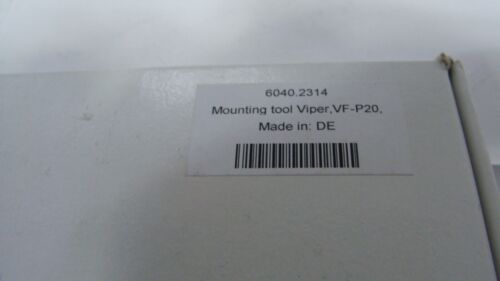 6040.2314
Mounting tool Viper,VF-P20,
Made in: DE